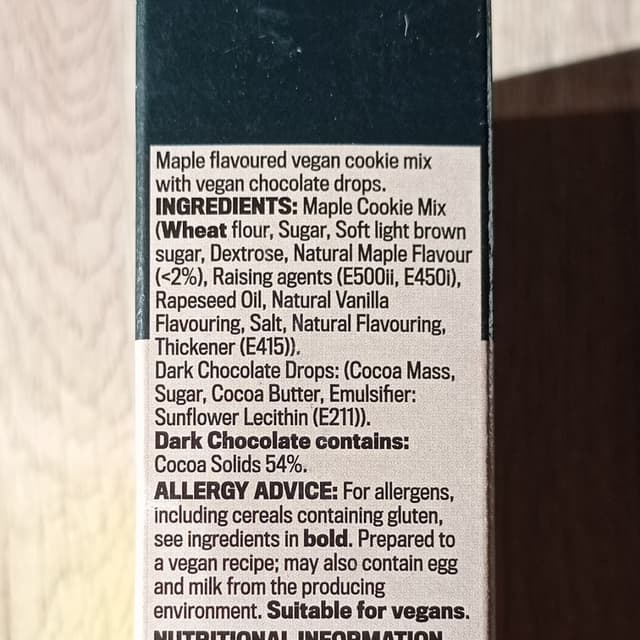 Maple flavoured vegan cookie mix
with vegan chocolate drops.
INGREDIENTS: Maple Cookie Mix
(Wheat flour, Sugar, Soft light brown
sugar, Dextrose, Natural Maple Flavour
(<2%), Raising agents (E500ii, E450i),
Rapeseed Oil, Natural Vanilla
Flavouring, Salt, Natural Flavouring,
Thickener (E415)).
Dark Chocolate Drops: (Cocoa Mass,
Sugar, Cocoa Butter, Emulsifier:
Sunflower Lecithin (E211)).
Dark Chocolate contains:
Cocoa Solids 54%.
ALLERGY ADVICE: For allergens,
including cereals containing gluten,
see ingredients in bold. Prepared to
a vegan recipe; may also contain egg
and milk from the producing
environment. Suitable for vegans.
NUTRITIONAL INFORMATION